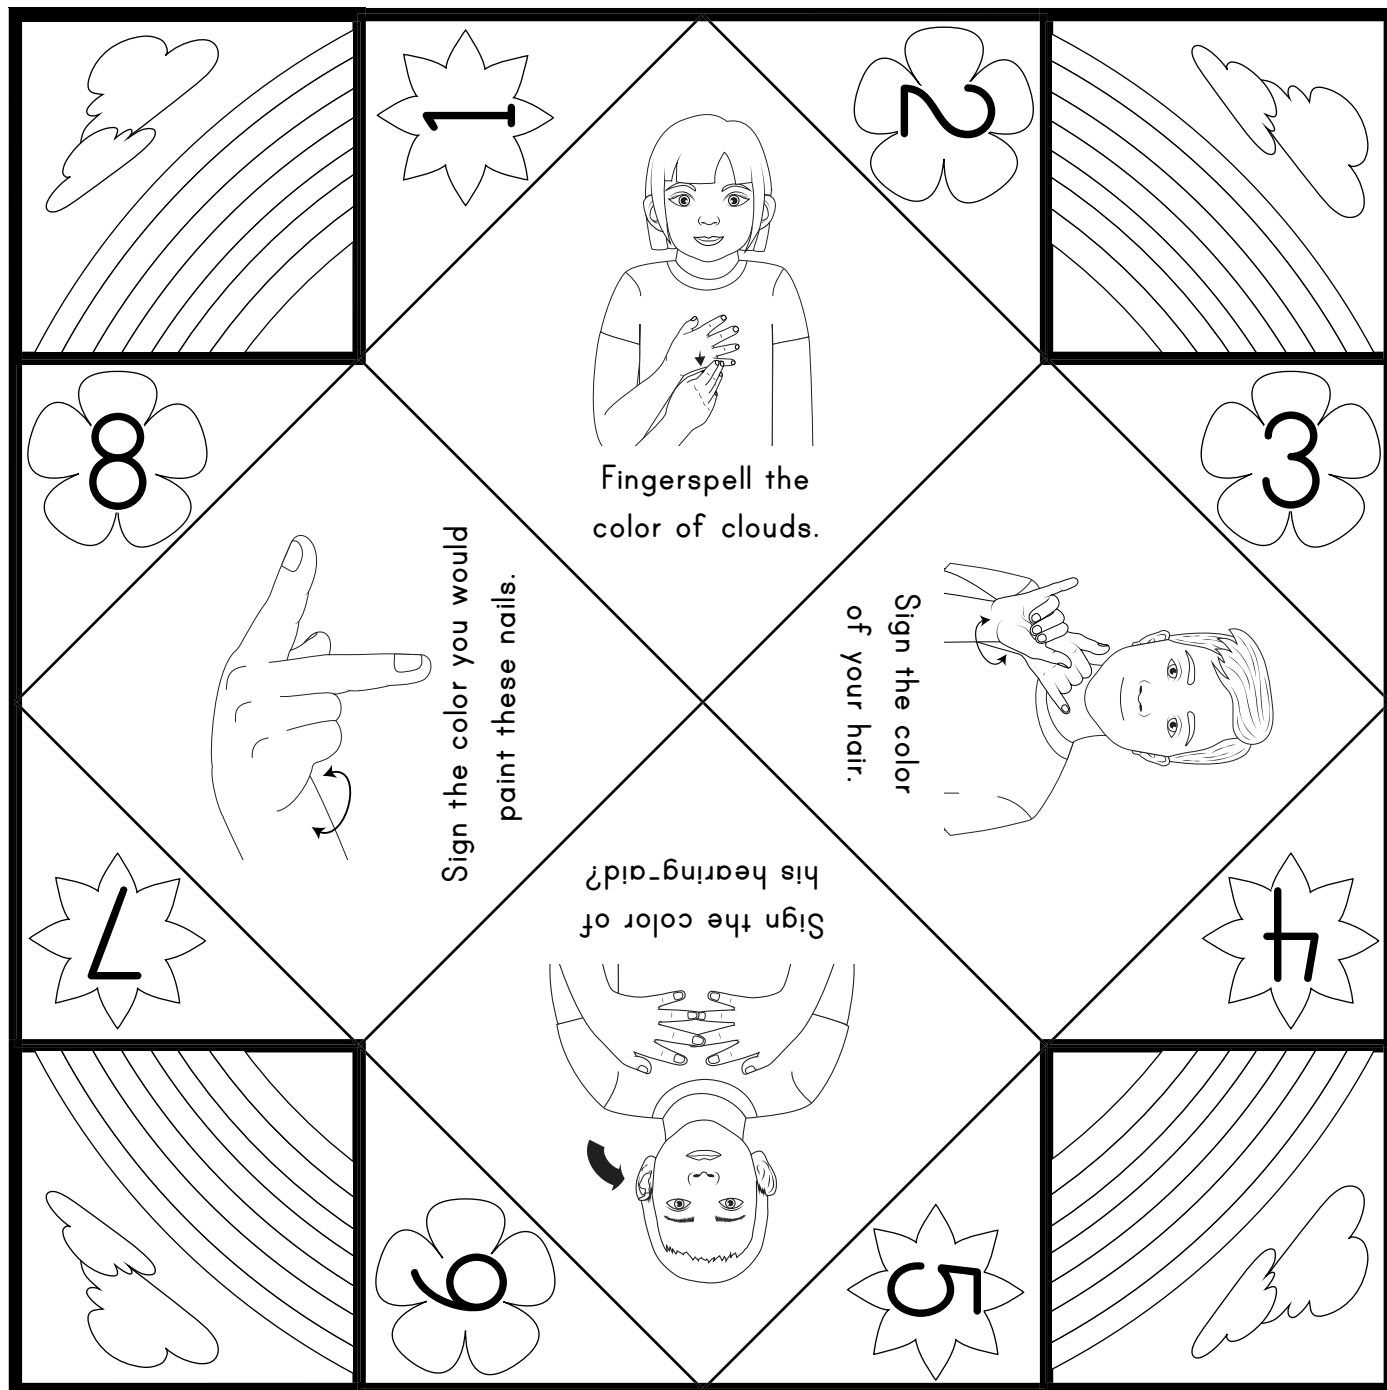 1
2
Fingerspell the
color of clouds.
3
Sign the color
of your hair.
4
5
Sign the color of
his hearing-aid?
6
7
Sign the color you would
paint these nails.
8